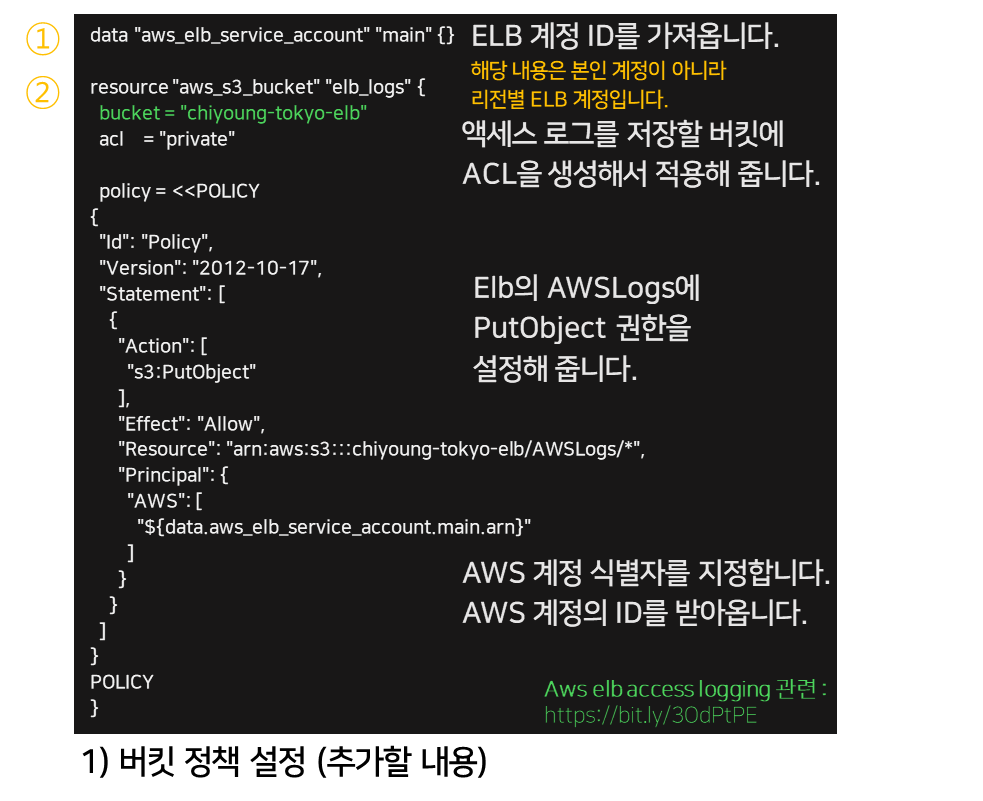 ① data "aws_elb_service_account" "main" {} ELB 계정 ID를 가져옵니다.
해당 내용은 본인 계정이 아니라
② resource "aws_s3_bucket" "elb_logs" { 리전별 ELB 계정입니다.
bucket = "chiyoung-tokyo-elb"
acl = "private"
액세스 로그를 저장할 버킷에
ACL을 생성해서 적용해 줍니다.
policy = <<POLICY
{
"Id": "Policy",
"Version": "2012-10-17",
"Statement": [
{
"Action": [
"s3:PutObject"
],
Elb의 AWSLogs에
PutObject 권한을
설정해 줍니다.
"Effect": "Allow",
"Resource": "arn:aws:s3:::chiyoung-tokyo-elb/AWSLogs/*",
"Principal": {
"AWS": [
"${data.aws_elb_service_account.main.arn}"
]
}
}
]
}
AWS 계정 식별자를 지정합니다.
AWS 계정의 ID를 받아옵니다.
POLICY
}
Aws elb access logging 관련 :
https://bit.ly/3OdPtPE
1) 버킷 정책 설정 (추가할 내용)